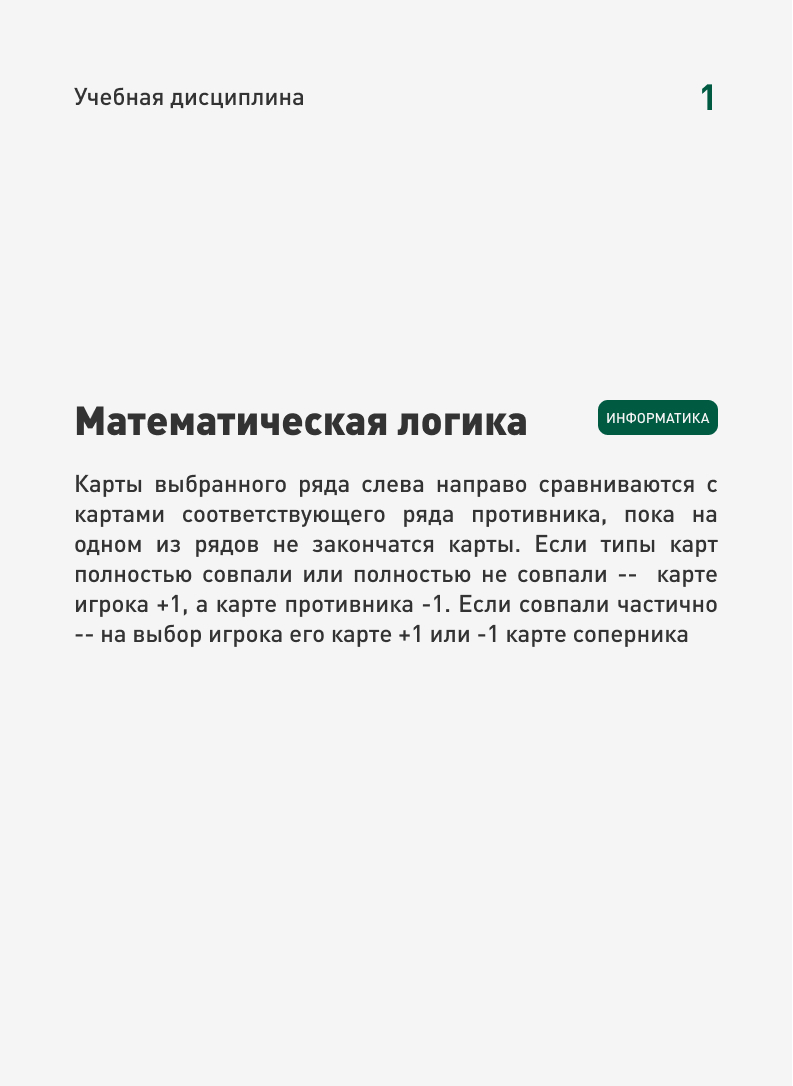 Учебная дисциплина
1
Математическая логика
ИНФОРМАТИКА
Карты выбранного ряда слева направо сравниваются с
картами соответствующего ряда противника, пока на
одном из рядов не закончатся карты. Если типы карт
полностью совпали или полностью не совпали -- карте
игрока +1, а карте противника -1. Если совпали частично
-- на выбор игрока его карте +1 или -1 карте соперника